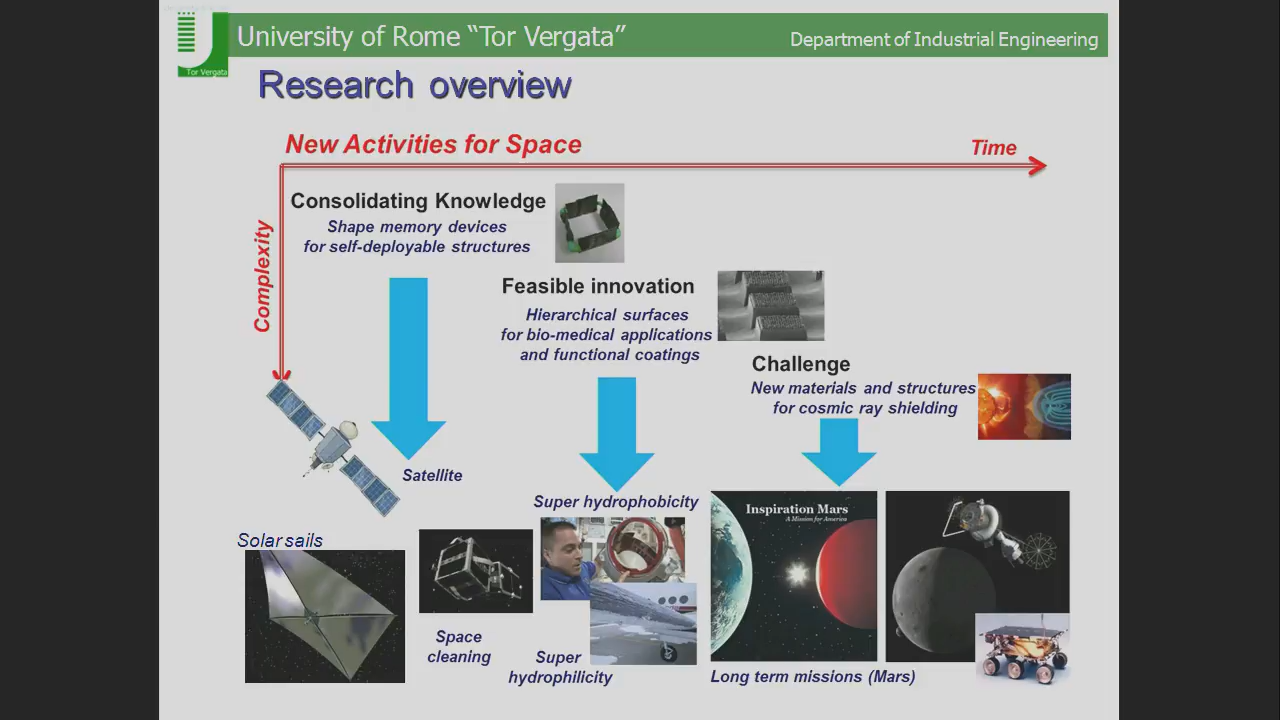 University of Rome “Tor Vergata”
Department of Industrial Engineering
Tor Vergata
Research overview
New Activities for Space
Time
Complexity
Consolidating Knowledge
Shape memory devices
for self-deployable structures
Feasible innovation
Hierarchical surfaces
for bio-medical applications
and functional coatings
Challenge
New materials and structures
for cosmic ray shielding
Satellite
Super hydrophobicity
Inspiration Mars
A Mission for America
Solar sails
Space
cleaning
Super
hydrophilicity
Long term missions (Mars)